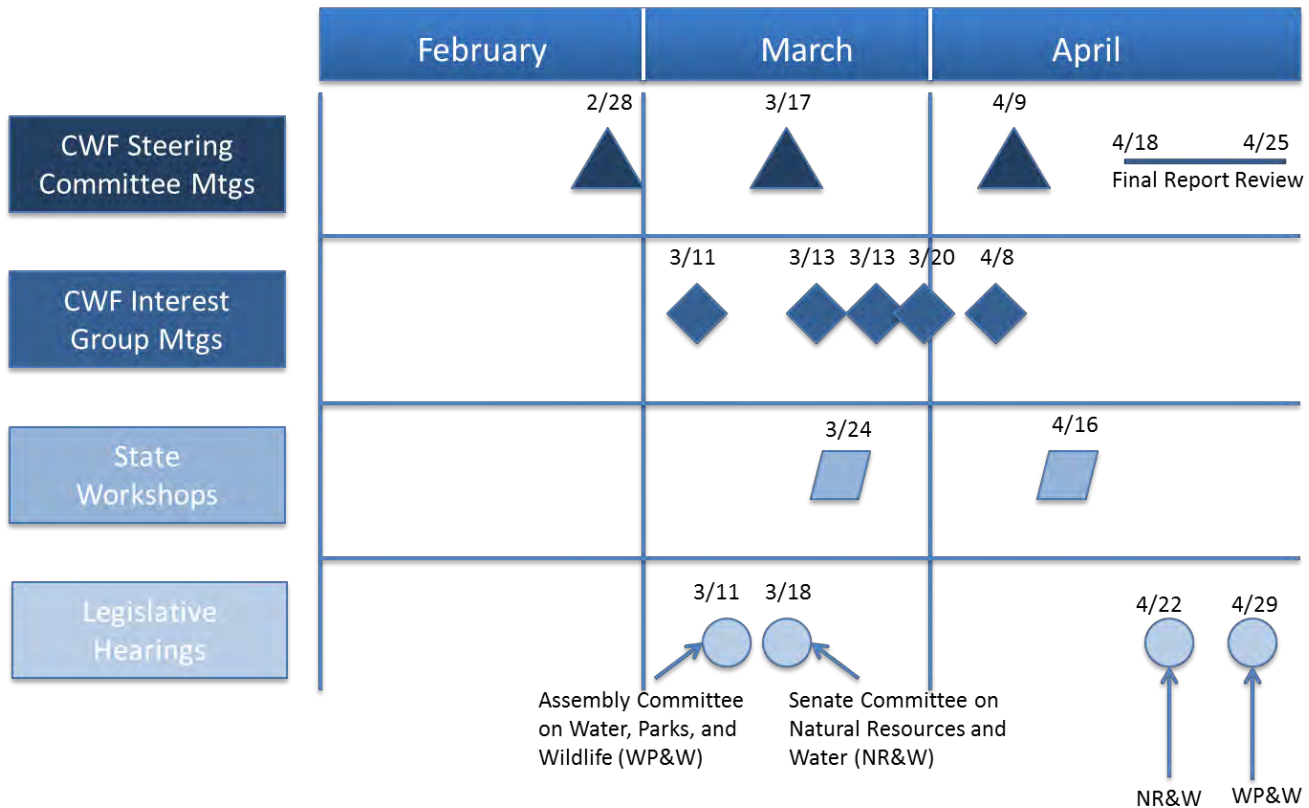 February March April
2/28 3/17 4/9
CWF Steering
Committee Mtgs
4/18 4/25
Final Report Review
3/11 3/13 3/13 3/20 4/8
CWF Interest
Group Mtgs
3/24 4/16
State
Workshops
3/11 3/18 4/22 4/29
Legislative
Hearings
Assembly Committee
on Water, Parks, and
Wildlife (WP&W)
Senate Committee on
Natural Resources and
Water (NR&W)
NR&W WP&W